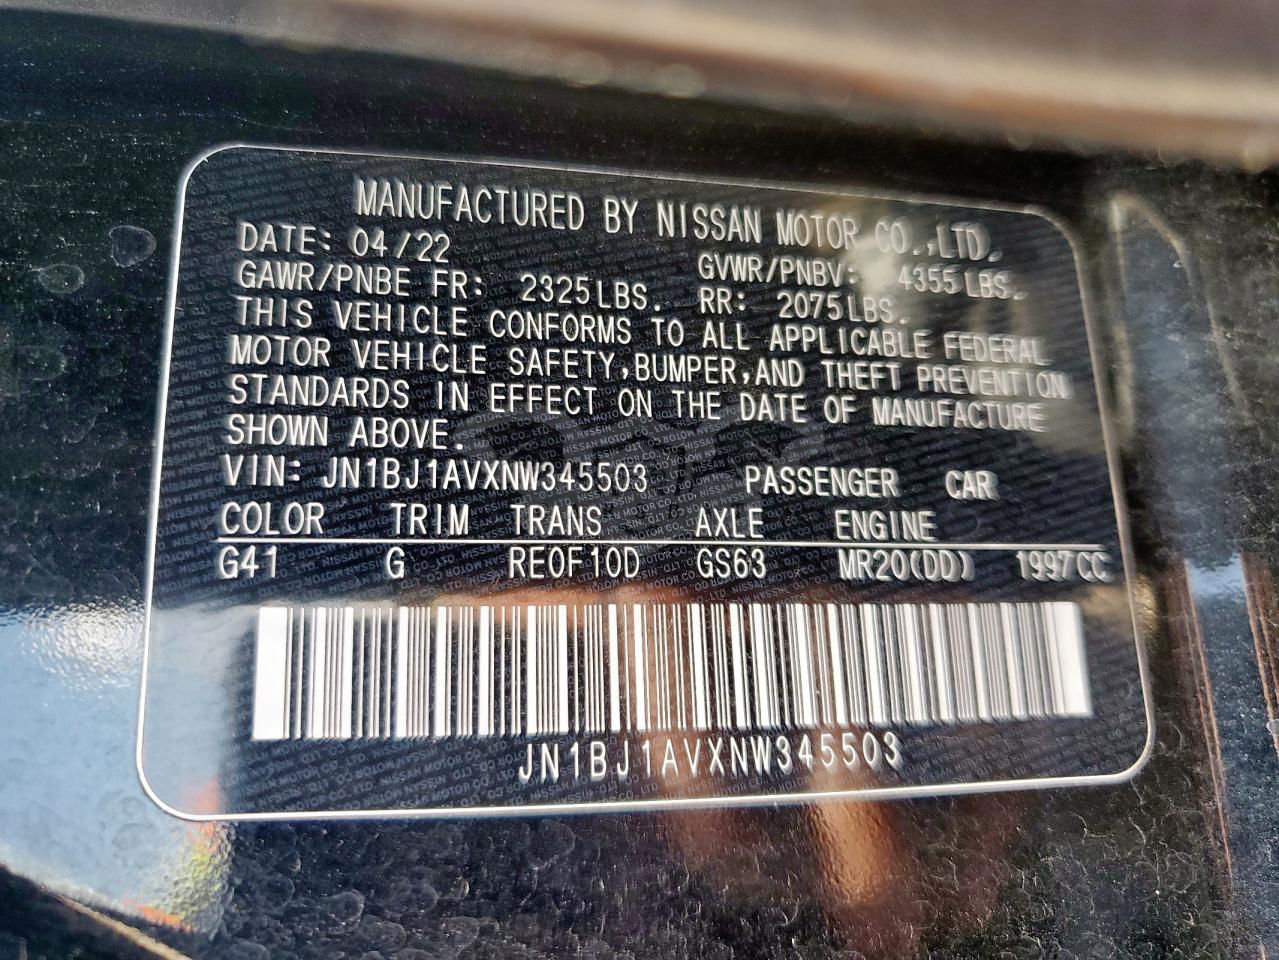 MANUFACTURED BY NISSAN MOTOR CO.,LTD.
DATE: 04/22 GVWR/PNBV: 4355LBS.
GAWR/PNBE FR: 2325LBS. RR: 2075LBS.
THIS VEHICLE CONFORMS TO ALL APPLICABLE FEDERAL
MOTOR VEHICLE SAFETY,BUMPER,AND THEFT PREVENTION
STANDARDS IN EFFECT ON THE DATE OF MANUFACTURE
SHOWN ABOVE.
VIN: JN1BJ1AVXNW345503 PASSENGER CAR
COLOR TRIM TRANS AXLE ENGINE
G41 G RE0F10D GS63 MR20(DD) 1997CC
JN1BJ1AVXNW345503